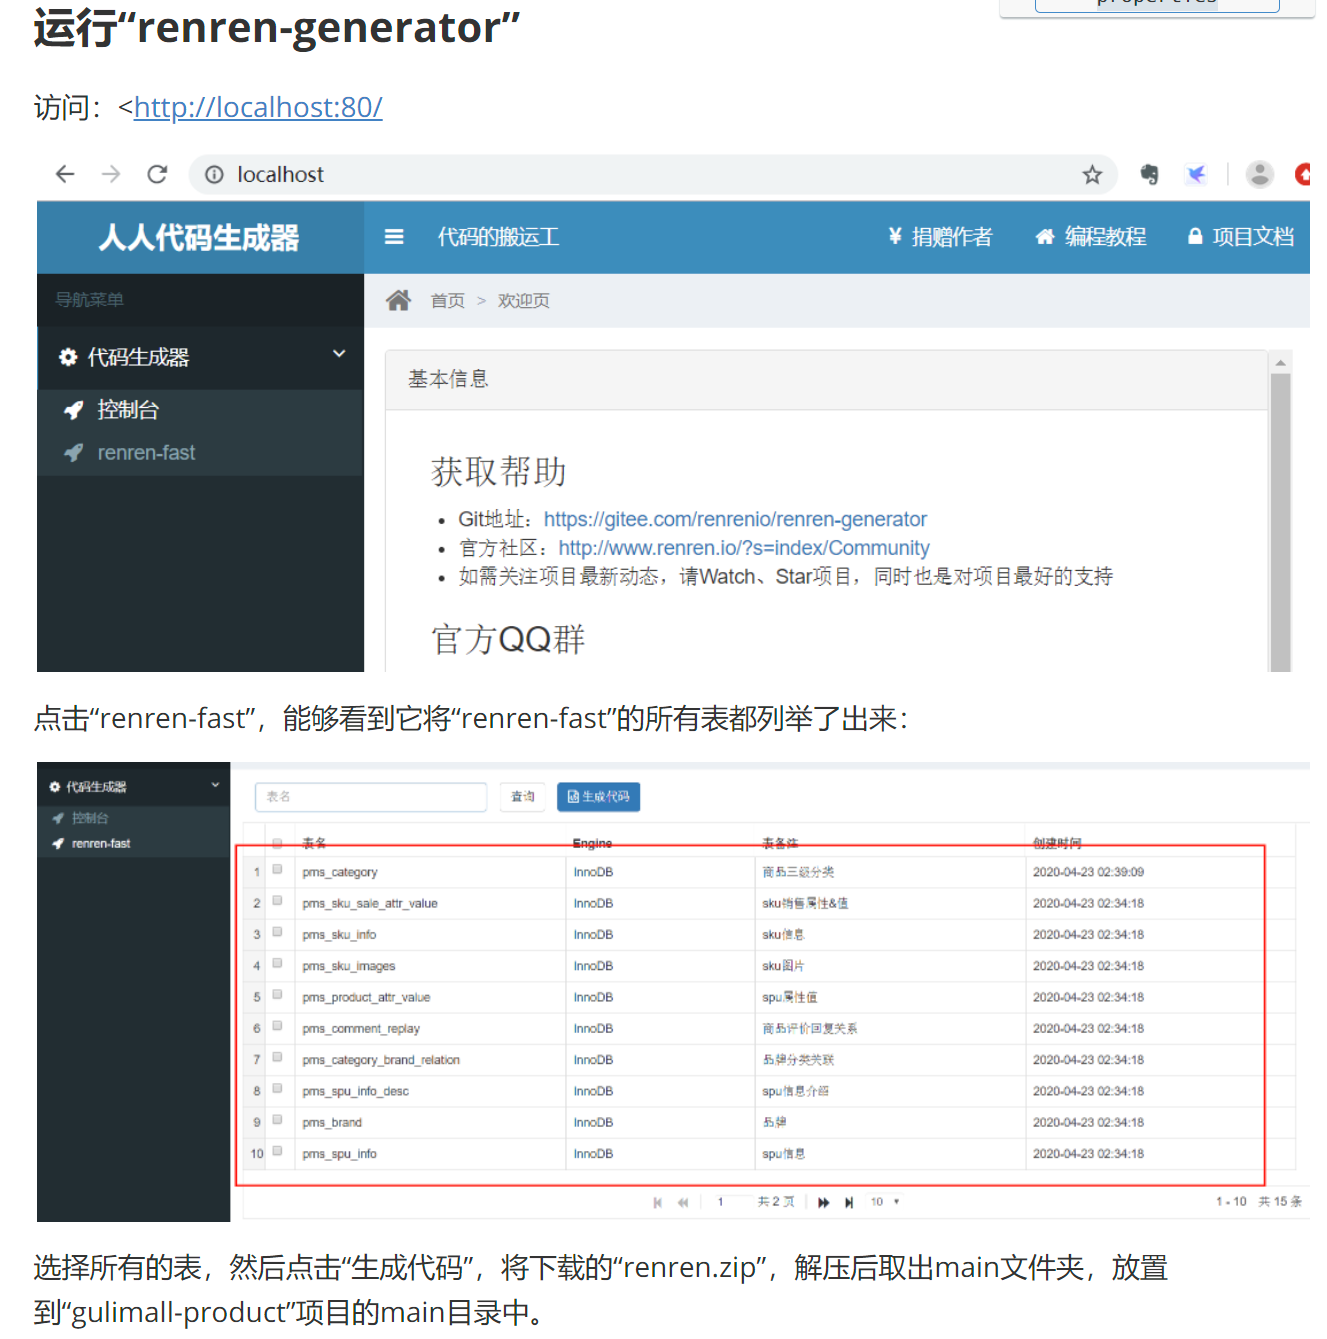 properties
运行“renren-generator”
访问：<http://localhost:80/
localhost
人人代码生成器
代码的搬运工
¥ 捐赠作者
编程教程
项目文档
导航菜单
首页 > 欢迎页
代码生成器
控制台
renren-fast
基本信息
获取帮助
• Git地址：https://gitee.com/renrenio/renren-generator
• 官方社区：http://www.renren.io/?s=index/Community
• 如需关注项目最新动态，请Watch、Star项目，同时也是对项目最好的支持
官方QQ群
点击“renren-fast”，能够看到它将“renren-fast”的所有表都列举了出来：
代码生成器
控制台
renren-fast
表名 查询 生成代码
表名 Engine 表备注 创建时间
1 pms_category InnoDB 商品三级分类 2020-04-23 02:39:09
2 pms_sku_sale_attr_value InnoDB sku销售属性&值 2020-04-23 02:34:18
3 pms_sku_info InnoDB sku信息 2020-04-23 02:34:18
4 pms_sku_images InnoDB sku图片 2020-04-23 02:34:18
5 pms_product_attr_value InnoDB spu属性值 2020-04-23 02:34:18
6 pms_comment_replay InnoDB 商品评价回复关系 2020-04-23 02:34:18
7 pms_category_brand_relation InnoDB 品牌分类关联 2020-04-23 02:34:18
8 pms_spu_info_desc InnoDB spu信息介绍 2020-04-23 02:34:18
9 pms_brand InnoDB 品牌 2020-04-23 02:34:18
10 pms_spu_info InnoDB spu信息 2020-04-23 02:34:18
1 共 2 页 10 1 - 10 共 15 条
选择所有的表，然后点击“生成代码”，将下载的“renren.zip”，解压后取出main文件夹，放置
到“gulimall-product”项目的main目录中。